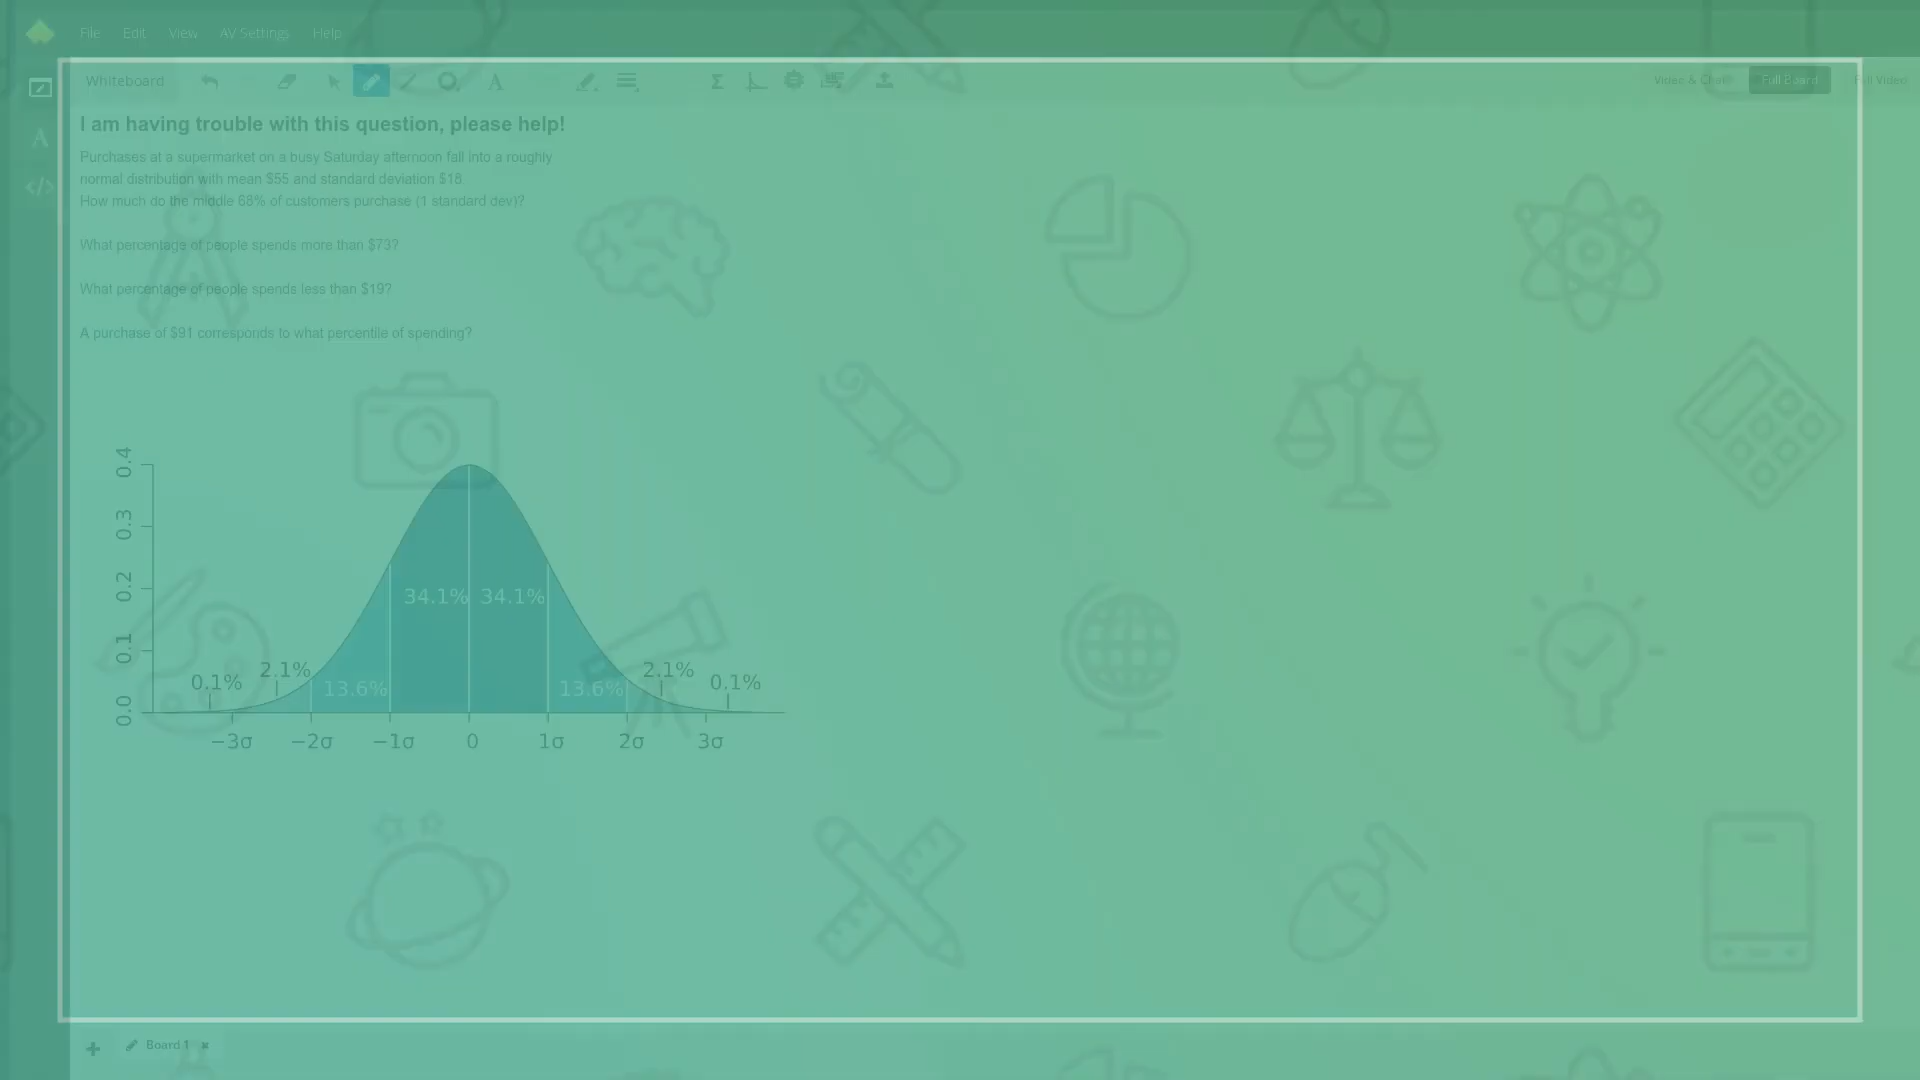 File Edit View AV Settings Help
Whiteboard
Video & Chat Full Board Full Video
I am having trouble with this question, please help!
Purchases at a supermarket on a busy Saturday afternoon fall into a roughly
normal distribution with mean $55 and standard deviation $18.
How much do the middle 68% of customers purchase (1 standard dev)?
What percentage of people spends more than $73?
What percentage of people spends less than $19?
A purchase of $91 corresponds to what percentile of spending?
0.4
0.3
0.2
0.1
0.0
34.1% 34.1%
0.1% 2.1% 13.6% 13.6% 2.1% 0.1%
−3σ −2σ −1σ 0 1σ 2σ 3σ
Board 1